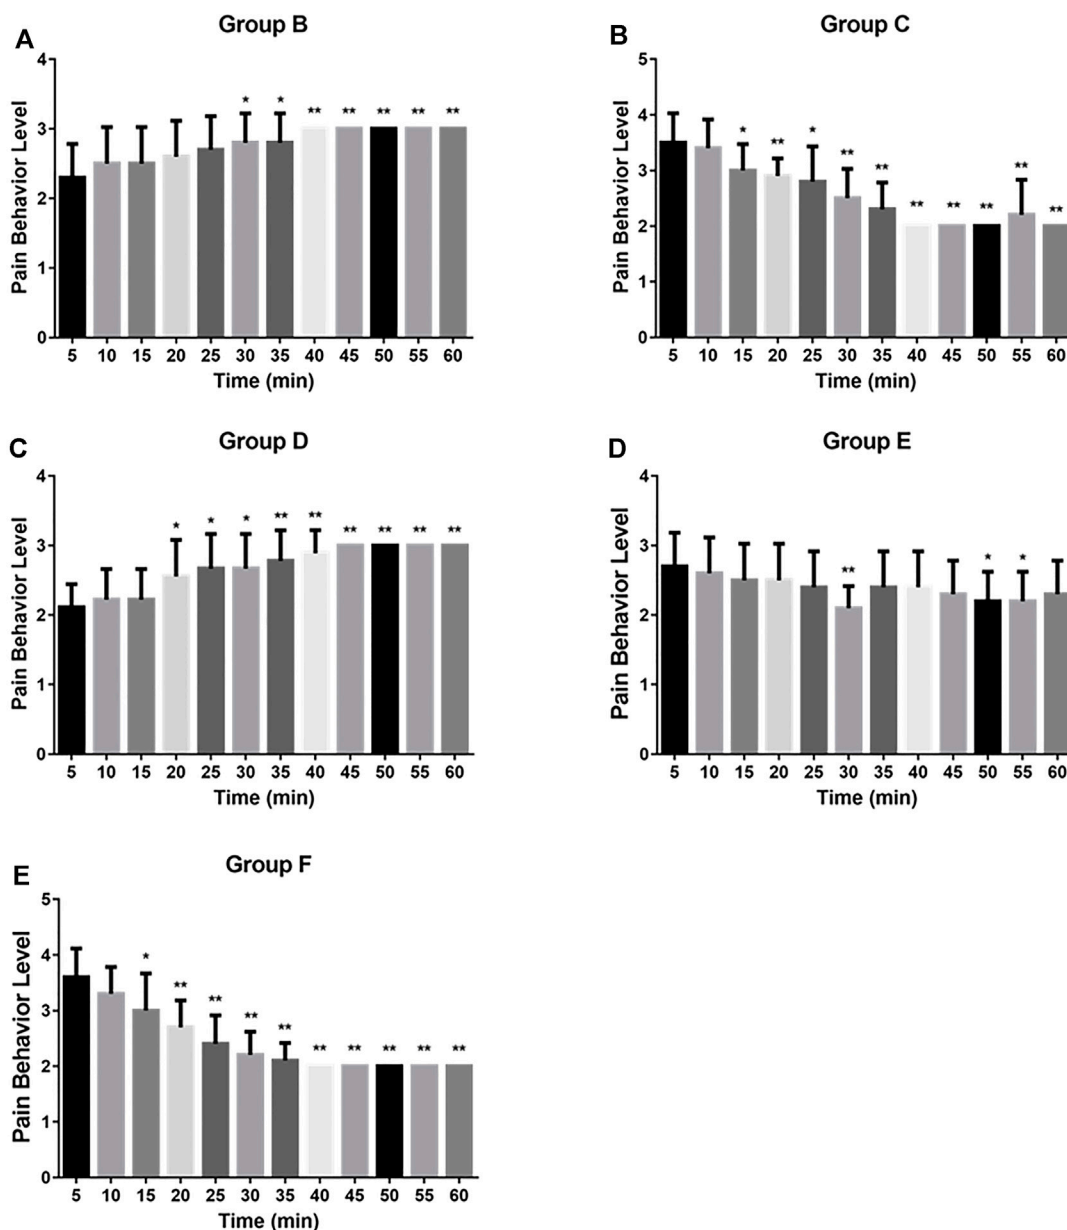 A
Group B
Pain Behavior Level
4
3
2
1
0
* * ** ** ** ** **
5 10 15 20 25 30 35 40 45 50 55 60
Time (min)
B
Group C
Pain Behavior Level
5
4
3
2
1
0
* ** * ** ** ** ** ** ** **
5 10 15 20 25 30 35 40 45 50 55 60
Time (min)
C
Group D
Pain Behavior Level
4
3
2
1
0
* * * ** ** ** ** ** **
5 10 15 20 25 30 35 40 45 50 55 60
Time (min)
D
Group E
Pain Behavior Level
4
3
2
1
0
** * *
5 10 15 20 25 30 35 40 45 50 55 60
Time (min)
E
Group F
Pain Behavior Level
5
4
3
2
1
0
* ** ** ** ** ** ** ** ** **
5 10 15 20 25 30 35 40 45 50 55 60
Time (min)